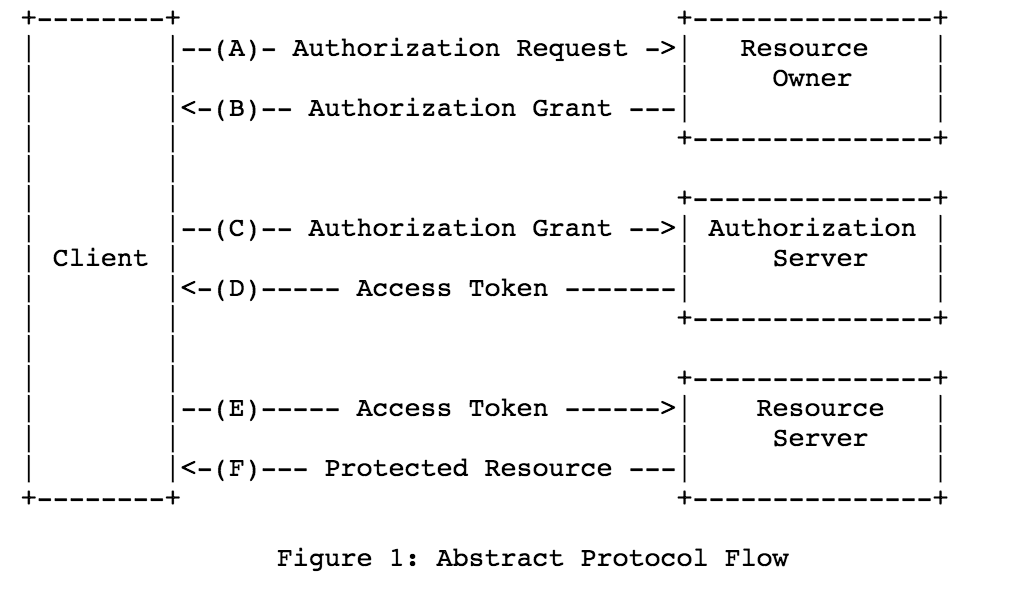 +--------+                               +---------------+
|        |--(A)- Authorization Request ->|   Resource    |
|        |                               |     Owner     |
|        |<-(B)-- Authorization Grant ---|               |
|        |                               +---------------+
|        |
|        |                               +---------------+
|        |--(C)-- Authorization Grant -->| Authorization |
| Client |                               |     Server    |
|        |<-(D)----- Access Token -------|               |
|        |                               +---------------+
|        |
|        |                               +---------------+
|        |--(E)----- Access Token ------>|    Resource   |
|        |                               |     Server    |
|        |<-(F)--- Protected Resource ---|               |
+--------+                               +---------------+

Figure 1: Abstract Protocol Flow